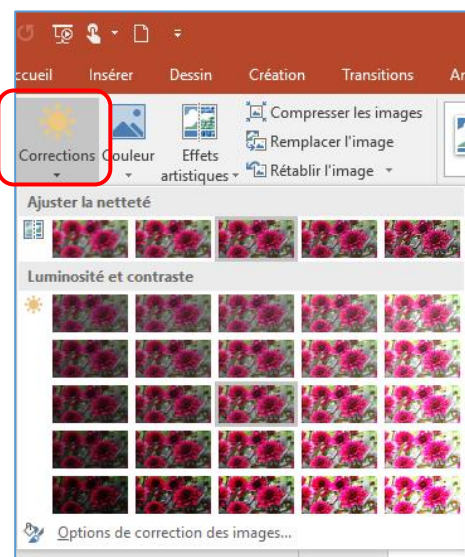 ccueil Insérer Dessin Création Transitions An
Corrections Couleur Effets artistiques
Compresser les images
Remplacer l'image
Rétablir l'image
Ajuster la netteté
Luminosité et contraste
Options de correction des images...